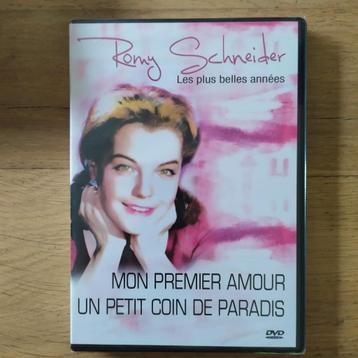 Romy Schneider
Les plus belles années
MON PREMIER AMOUR
UN PETIT COIN DE PARADIS
DVD